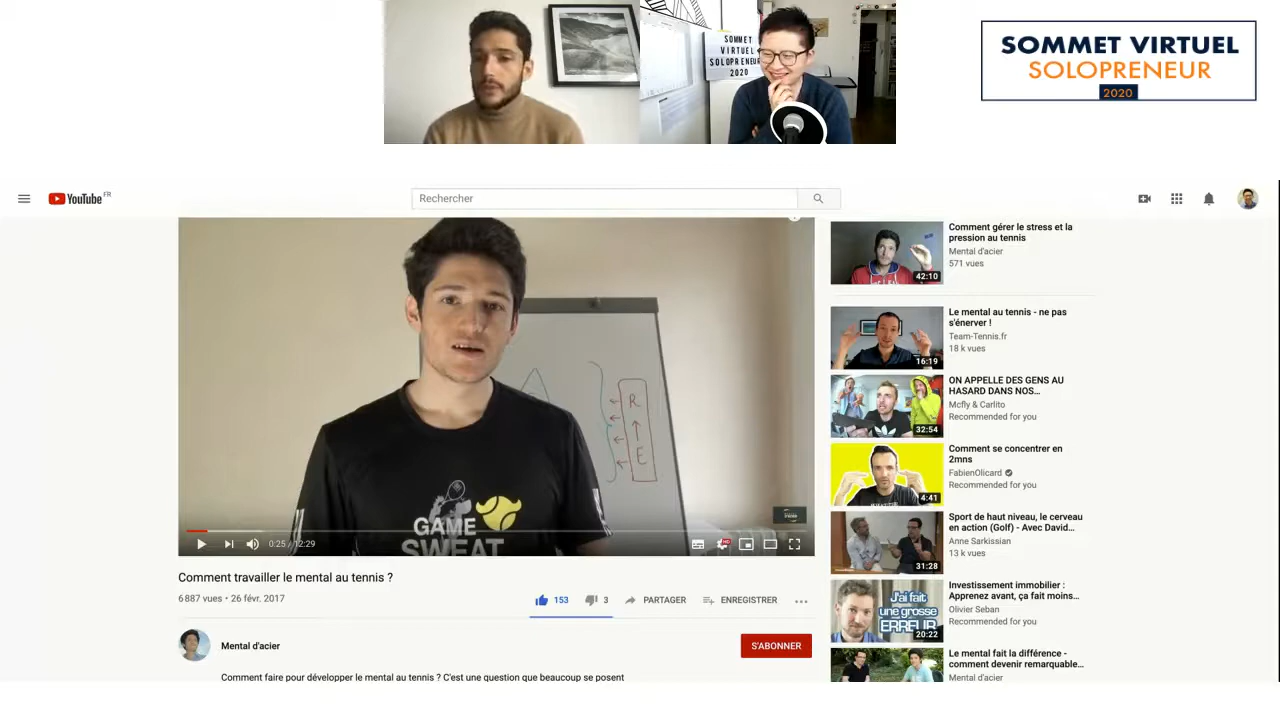 SOMMET
VIRTUEL
SOLOPRENEUR
2020
SOMMET VIRTUEL
SOLOPRENEUR
2020
YouTube FR
Rechercher
R
E
GAME
SWEAT
0:25 / 12:29
HD
Comment travailler le mental au tennis ?
6 887 vues • 26 févr. 2017
153
3
PARTAGER
ENREGISTRER
Mental d'acier
S'ABONNER
Comment faire pour développer le mental au tennis ? C'est une question que beaucoup se posent
42:10
Comment gérer le stress et la
pression au tennis
Mental d'acier
571 vues
16:19
Le mental au tennis - ne pas
s'énerver !
Team-Tennis.fr
18 k vues
32:54
ON APPELLE DES GENS AU
HASARD DANS NOS...
Mcfly & Carlito
Recommended for you
4:41
Comment se concentrer en
2mns
FabienOlicard
Recommended for you
31:28
Sport de haut niveau, le cerveau
en action (Golf) - Avec David...
Anne Sarkissian
13 k vues
J'ai fait
une grosse
ERREUR
20:22
Investissement immobilier :
Apprenez avant, ça fait moins...
Olivier Seban
Recommended for you
Le mental fait la différence -
comment devenir remarquable...
Mental d'acier